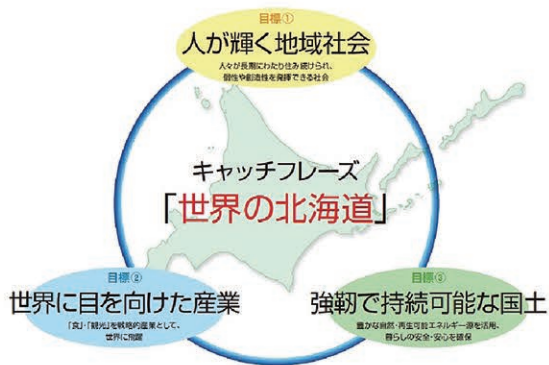 目標①
人が輝く地域社会
人々が長期にわたり住み続けられ、
個性や創造性を発揮できる社会
キャッチフレーズ
「世界の北海道」
目標②
世界に目を向けた産業
「食」・「観光」を戦略的産業として、
世界に飛躍
目標③
強靭で持続可能な国土
豊かな自然・再生可能エネルギー源を活用、
暮らしの安全・安心を確保